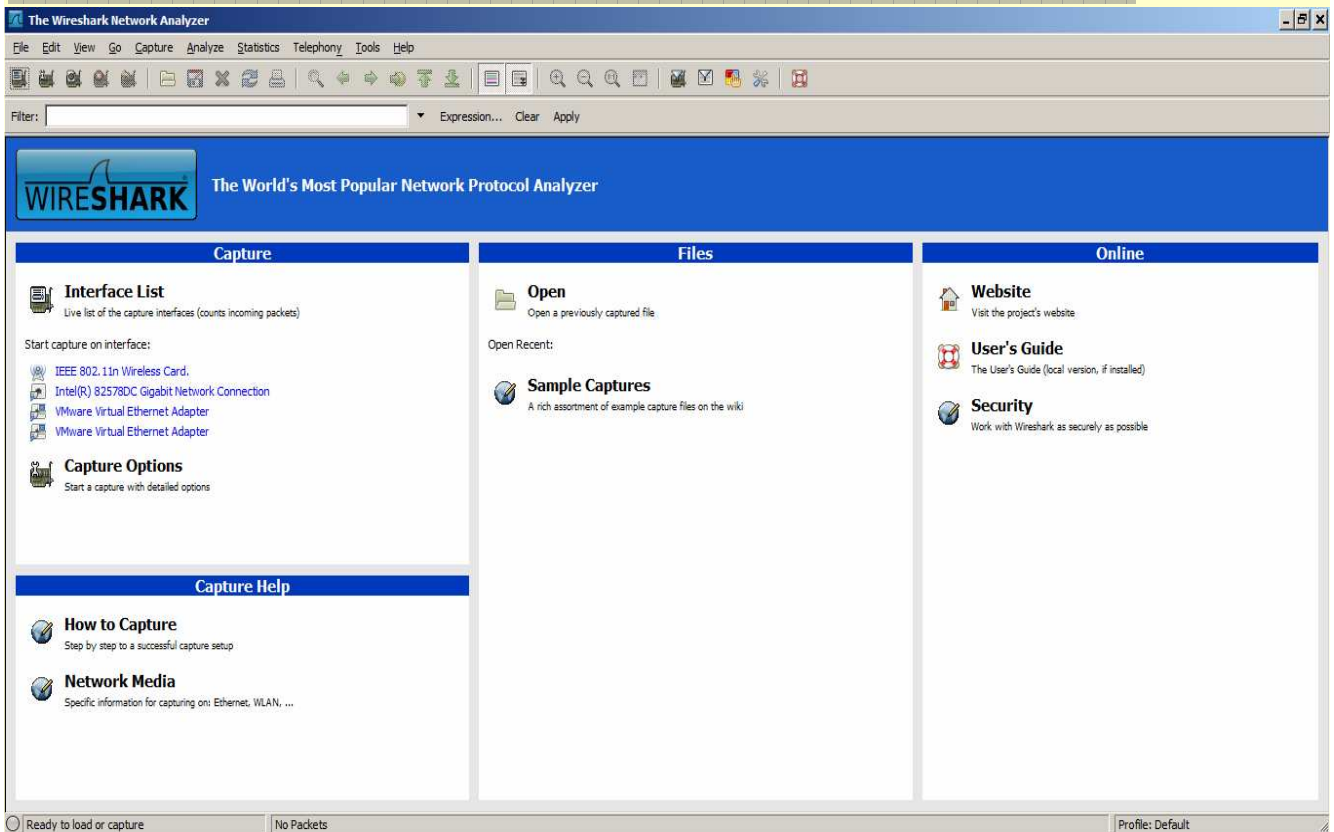 The Wireshark Network Analyzer
File Edit View Go Capture Analyze Statistics Telephony Tools Help
Filter: Expression... Clear Apply
WIRESHARK® The World's Most Popular Network Protocol Analyzer
Capture
Interface List
Live list of the capture interfaces (counts incoming packets)
Start capture on interface:
IEEE 802.11n Wireless Card.
Intel(R) 82578DC Gigabit Network Connection
VMware Virtual Ethernet Adapter
VMware Virtual Ethernet Adapter
Capture Options
Start a capture with detailed options
Capture Help
How to Capture
Step by step to a successful capture setup
Network Media
Specific information for capturing on: Ethernet, WLAN, ...
Files
Open
Open a previously captured file
Open Recent:
Sample Captures
A rich assortment of example capture files on the wiki
Online
Website
Visit the project's website
User's Guide
The User's Guide (local version, if installed)
Security
Work with Wireshark as securely as possible
Ready to load or capture No Packets Profile: Default